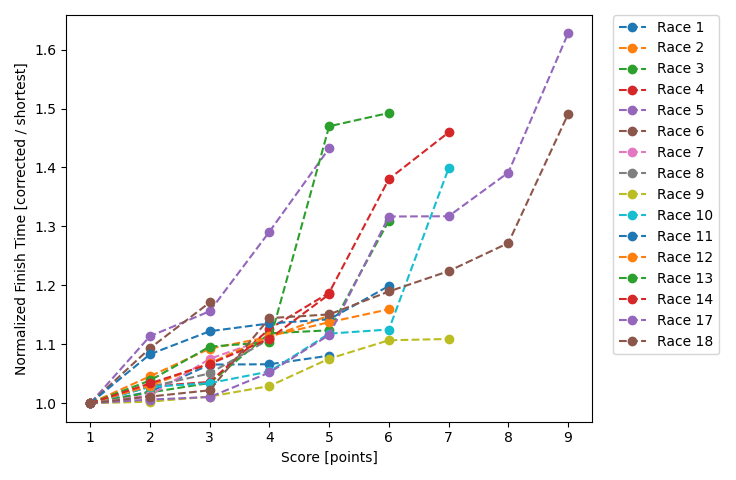 Normalized Finish Time [corrected / shortest]
1.6
1.5
1.4
1.3
1.2
1.1
1.0
1 2 3 4 5 6 7 8 9
Score [points]
Race 1
Race 2
Race 3
Race 4
Race 5
Race 6
Race 7
Race 8
Race 9
Race 10
Race 11
Race 12
Race 13
Race 14
Race 17
Race 18